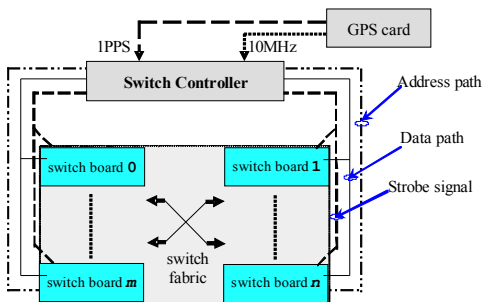 GPS card
1PPS
10MHz
Switch Controller
Address path
Data path
Strobe signal
switch board 0
switch board 1
switch
fabric
switch board m
switch board n